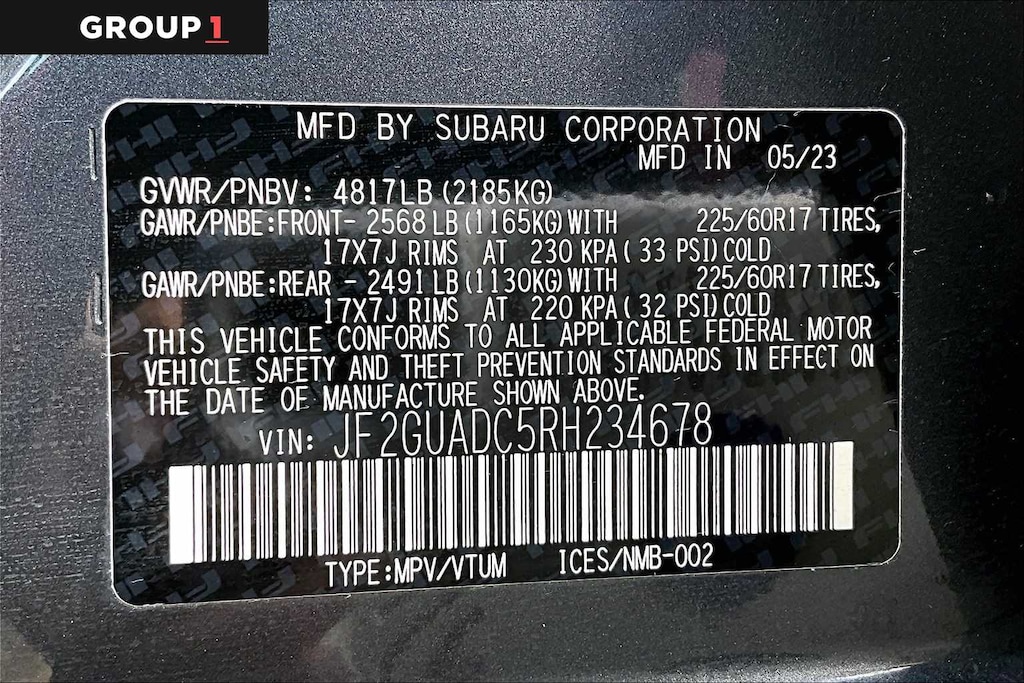 GROUP 1
MFD BY SUBARU CORPORATION
MFD IN 05/23
GVWR/PNBV: 4817LB (2185KG)
GAWR/PNBE:FRONT- 2568 LB (1165KG) WITH 225/60R17 TIRES,
17X7J RIMS AT 230 KPA ( 33 PSI) COLD
GAWR/PNBE:REAR - 2491 LB (1130KG) WITH 225/60R17 TIRES,
17X7J RIMS AT 220 KPA ( 32 PSI) COLD
THIS VEHICLE CONFORMS TO ALL APPLICABLE FEDERAL MOTOR
VEHICLE SAFETY AND THEFT PREVENTION STANDARDS IN EFFECT ON
THE DATE OF MANUFACTURE SHOWN ABOVE.
VIN: JF2GUADC5RH234678
TYPE:MPV/VTUM ICES/NMB-002